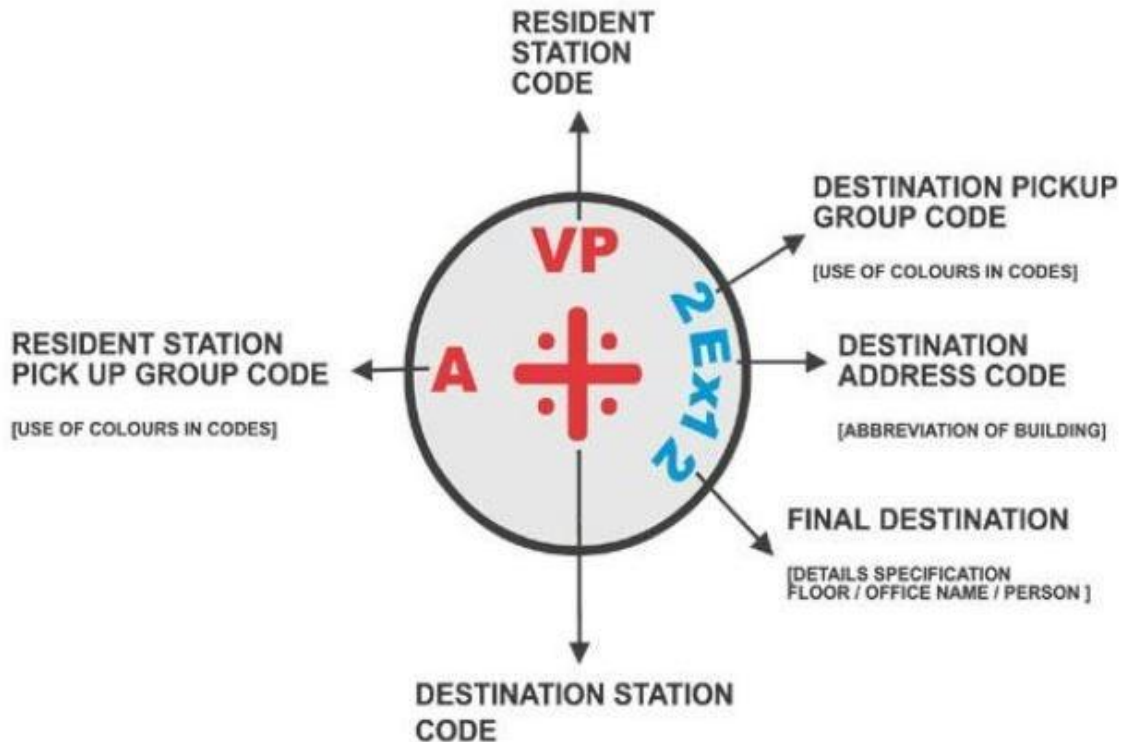 RESIDENT
STATION
CODE
DESTINATION PICKUP
GROUP CODE
[USE OF COLOURS IN CODES]
VP
RESIDENT STATION
PICK UP GROUP CODE
[USE OF COLOURS IN CODES]
A
2Ex12
DESTINATION
ADDRESS CODE
[ABBREVIATION OF BUILDING]
FINAL DESTINATION
[DETAILS SPECIFICATION
FLOOR / OFFICE NAME / PERSON ]
DESTINATION STATION
CODE